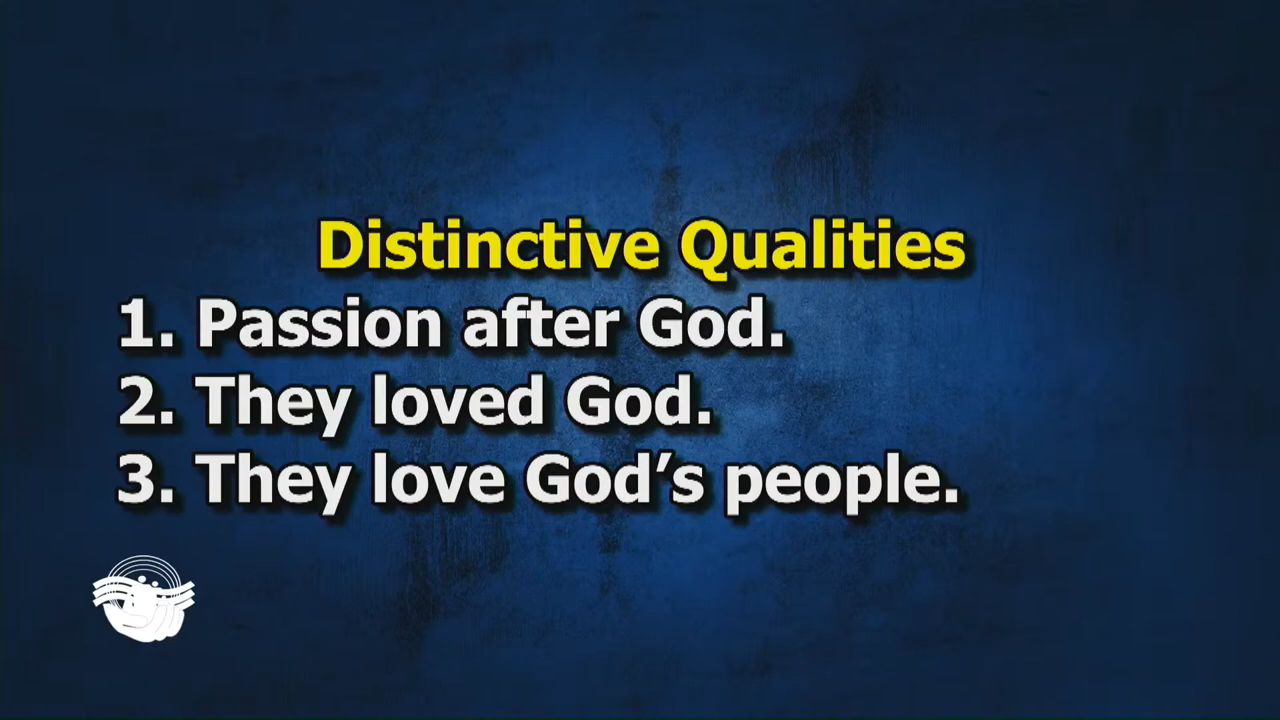 Distinctive Qualities
1. Passion after God.
2. They loved God.
3. They love God’s people.